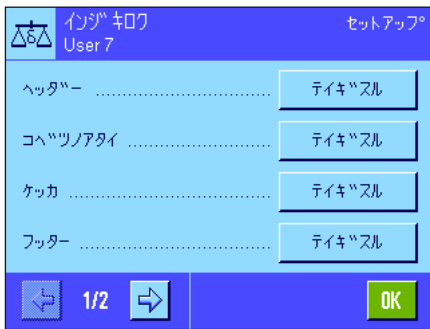 インジ゙キロク セットアップ
User 7
ヘッダ゙ー ........................................ テイギ゙スル
コベ゙ツノアタイ ........................................ テイギ゙スル
ケッカ ........................................ テイギ゙スル
フッター ........................................ テイギ゙スル
1/2 OK